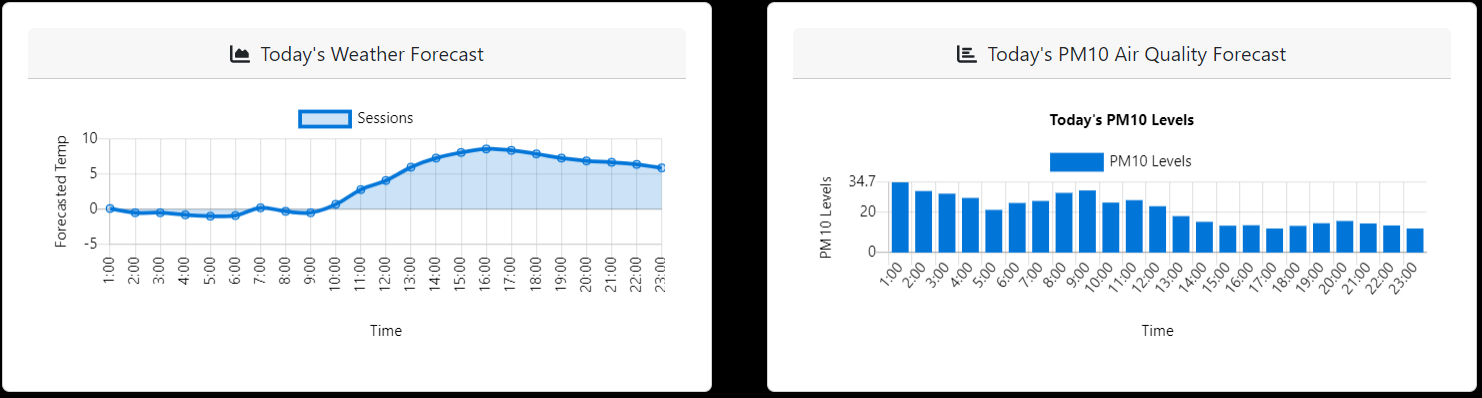 Today's Weather Forecast
Sessions
Forecasted Temp
10
5
0
-5
1:00 2:00 3:00 4:00 5:00 6:00 7:00 8:00 9:00 10:00 11:00 12:00 13:00 14:00 15:00 16:00 17:00 18:00 19:00 20:00 21:00 22:00 23:00
Time
Today's PM10 Air Quality Forecast
Today's PM10 Levels
PM10 Levels
PM10 Levels
34.7
20
0
1:00 2:00 3:00 4:00 5:00 6:00 7:00 8:00 9:00 10:00 11:00 12:00 13:00 14:00 15:00 16:00 17:00 18:00 19:00 20:00 21:00 22:00 23:00
Time